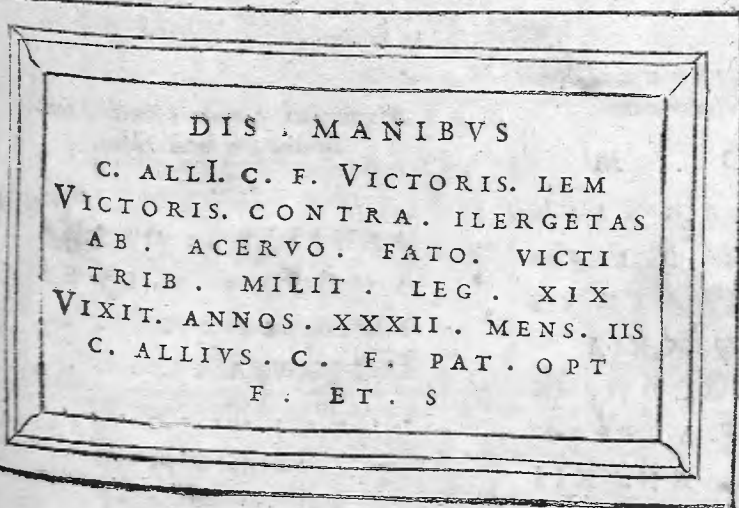 DIS . MANIBVS
C. ALLI. C. F. VICTORIS. LEM
VICTORIS. CONTRA. ILERGETAS
AB . ACERVO . FATO. VICTI
TRIB . MILIT . LEG . XIX
VIXIT. ANNOS . XXXII . MENS. IIS
C. ALLIVS . C . F . PAT . OPT
F . ET . S